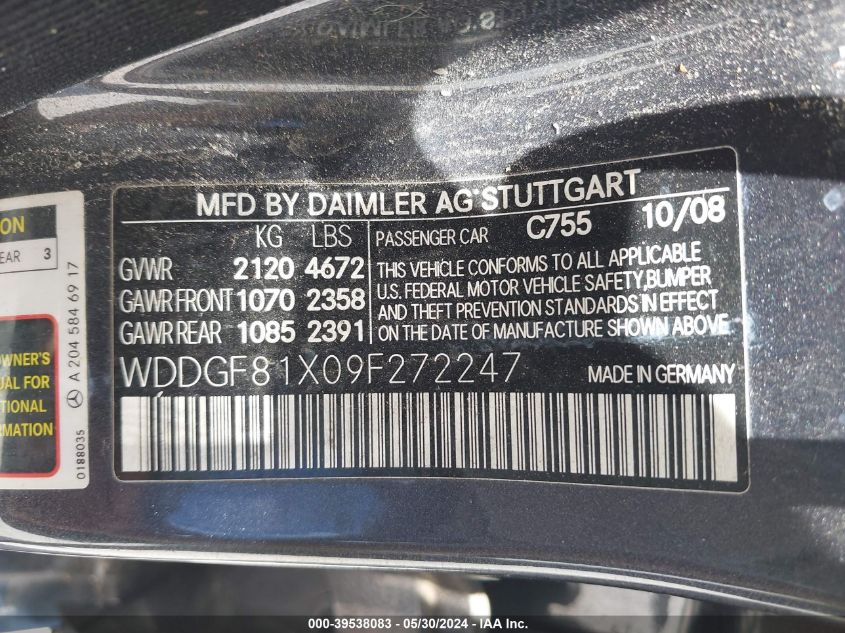 MFD BY DAIMLER AG STUTTGART
PASSENGER CAR C755 10/08
KG LBS
GVWR 2120 4672
GAWR FRONT 1070 2358
GAWR REAR 1085 2391
THIS VEHICLE CONFORMS TO ALL APPLICABLE
U.S. FEDERAL MOTOR VEHICLE SAFETY, BUMPER
AND THEFT PREVENTION STANDARDS IN EFFECT
ON THE DATE OF MANUFACTURE SHOWN ABOVE
WDDGF81X09F272247
MADE IN GERMANY
ON
EAR 3
OWNER'S
UAL FOR
TIONAL
RMATION
A 204 584 69 17
0188035
000-39538083 / 05/30/2024 — IAA Inc.